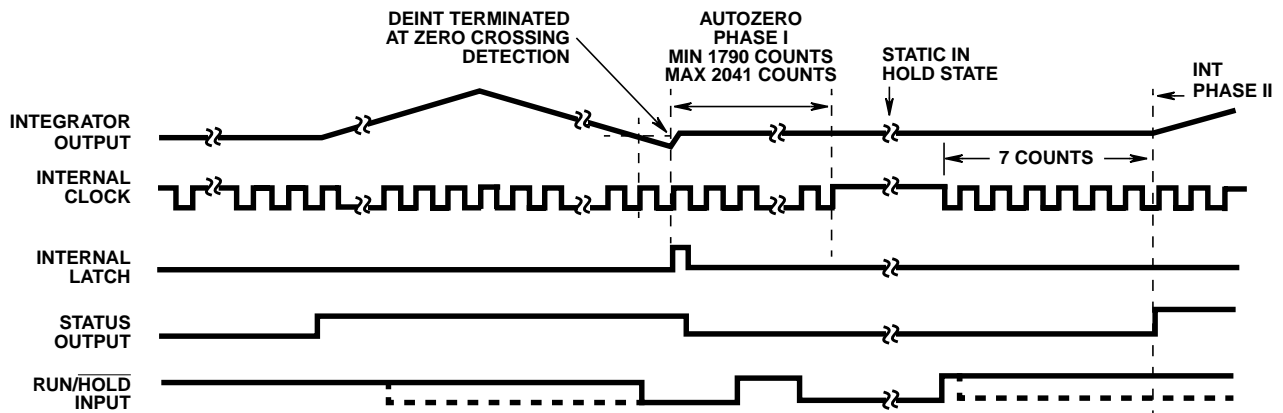 DEINT TERMINATED
AT ZERO CROSSING
DETECTION
AUTOZERO
PHASE I
MIN 1790 COUNTS
MAX 2041 COUNTS
STATIC IN
HOLD STATE
INT
PHASE II
INTEGRATOR
OUTPUT
7 COUNTS
INTERNAL
CLOCK
INTERNAL
LATCH
STATUS
OUTPUT
RUN/HOLD
INPUT